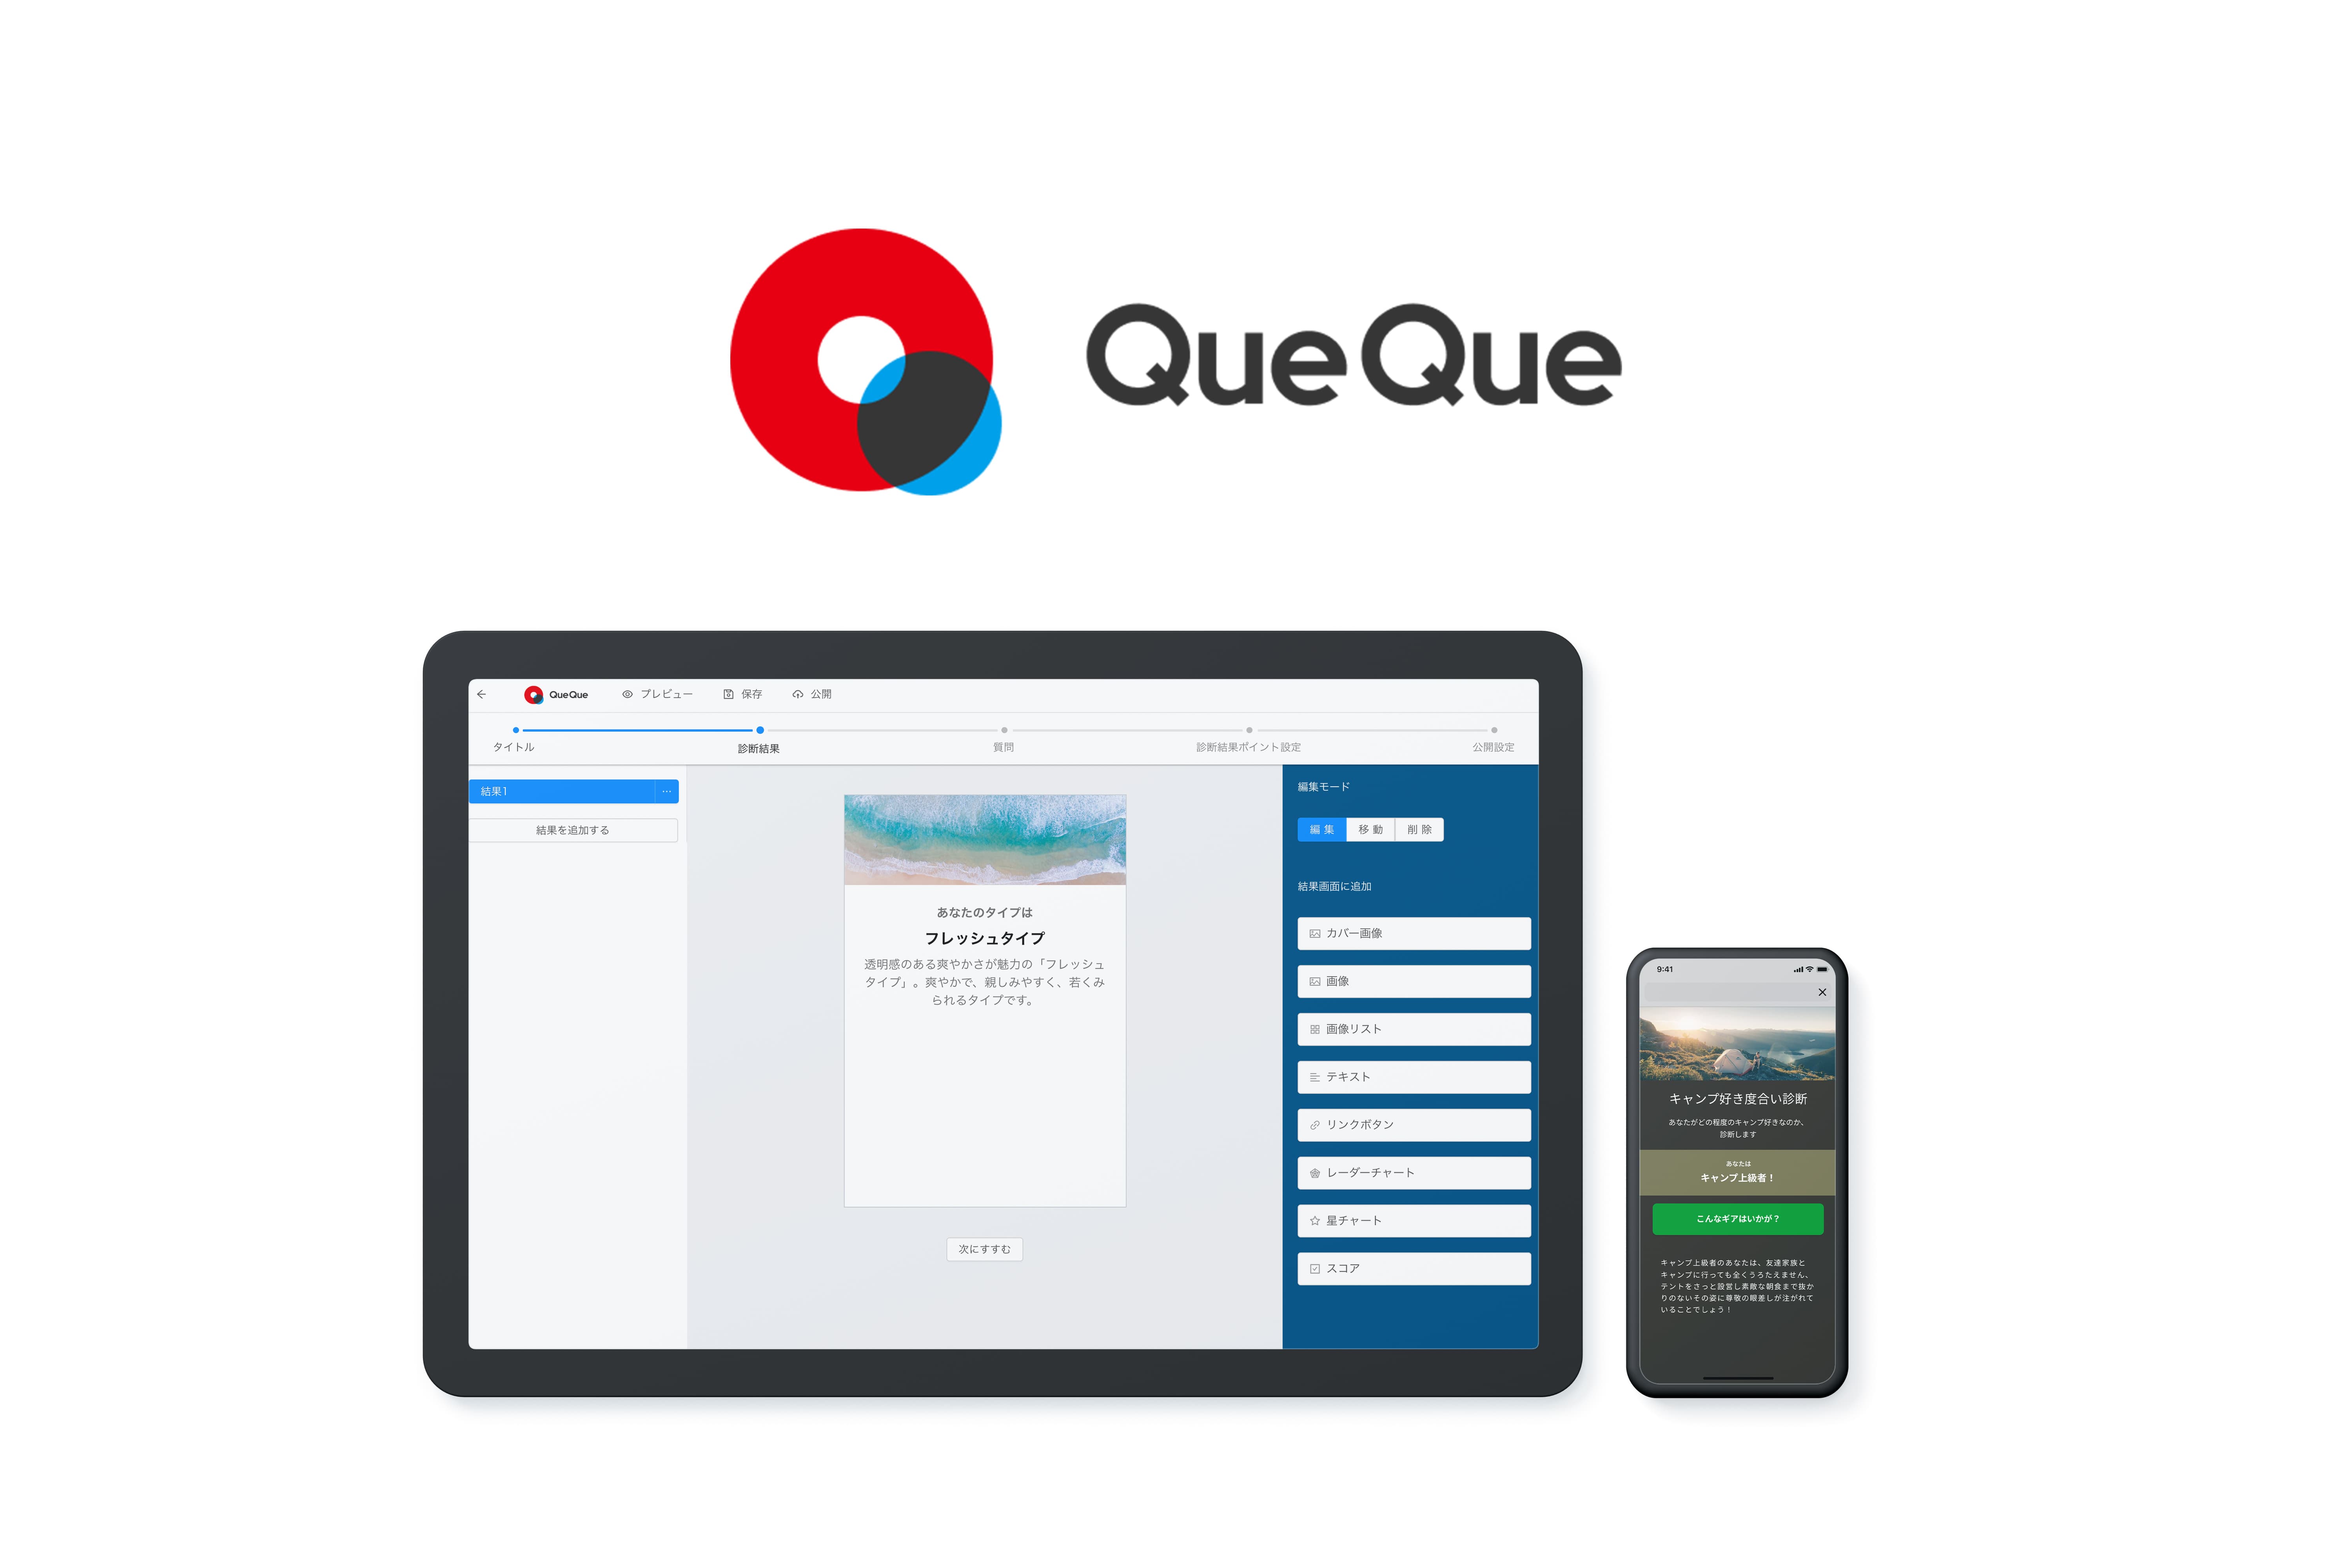 QueQue
QueQue
プレビュー
保存
公開
タイトル
診断結果
質問
診断結果ポイント設定
公開設定
結果1
結果を追加する
あなたのタイプは
フレッシュタイプ
透明感のある爽やかさが魅力の「フレッシュ
タイプ」。爽やかで、親しみやすく、若くみ
られるタイプです。
次にすすむ
編集モード
編集
移動
削除
結果画面に追加
カバー画像
画像
画像リスト
テキスト
リンクボタン
レーダーチャート
星チャート
スコア
9:41
キャンプ好き度合い診断
あなたがどの程度のキャンプ好きなのか、
診断します
あなたは
キャンプ上級者！
こんなギアはいかが？
キャンプ上級者のあなたは、友達家族と
キャンプに行っても全くうろたえません、
テントをさっと設営し素敵な朝食まで抜か
りのないその姿に尊敬の眼差しが注がれて
いることでしょう！